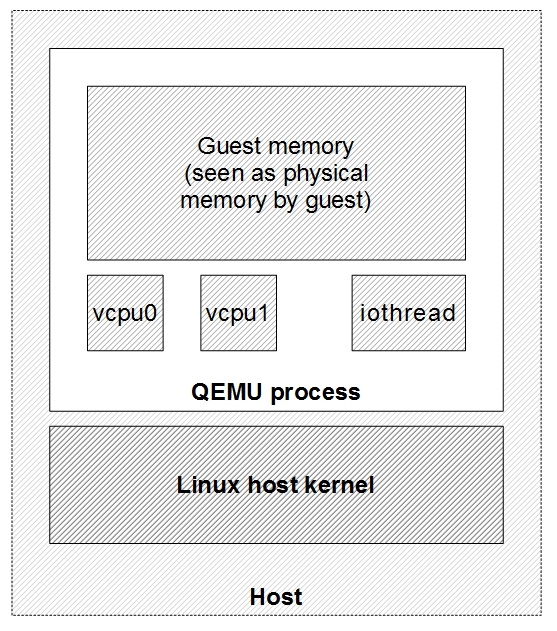 Guest memory
(seen as physical
memory by guest)
vcpu0 vcpu1 iothread
QEMU process
Linux host kernel
Host